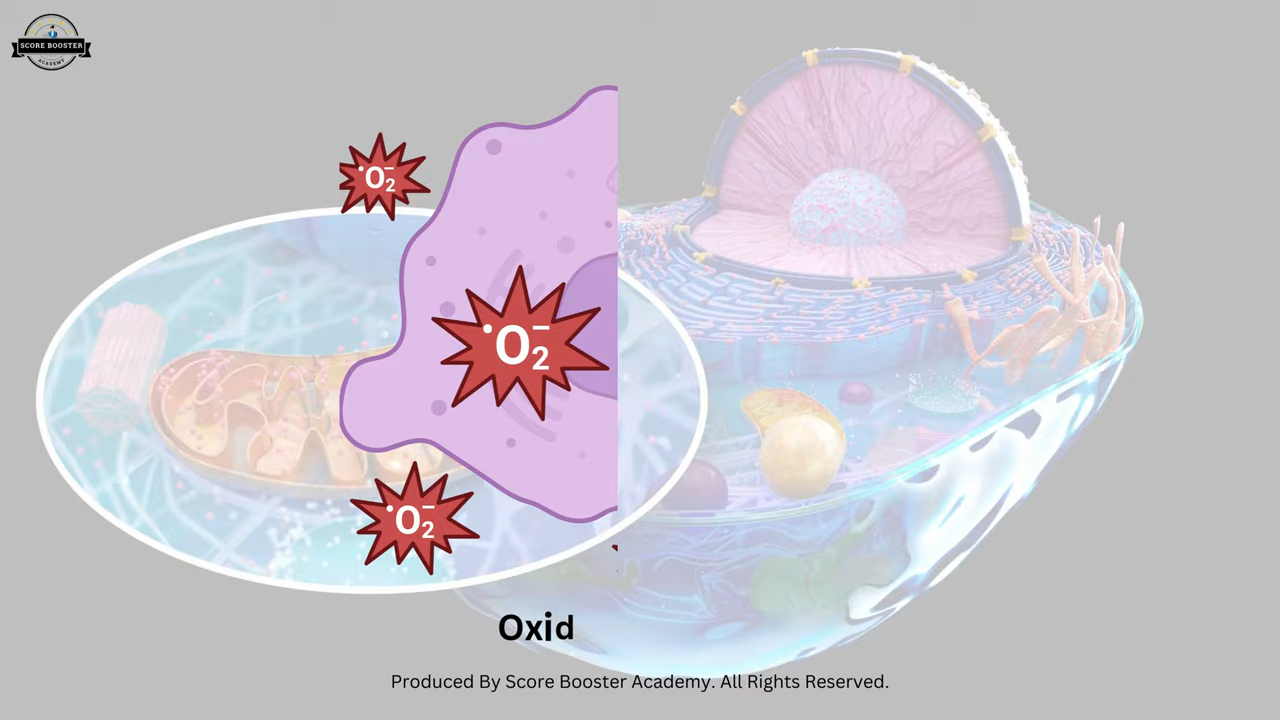 SCORE BOOSTER
ACADEMY
•O₂⁻
•O₂⁻
•O₂⁻
Oxid
Produced By Score Booster Academy. All Rights Reserved.